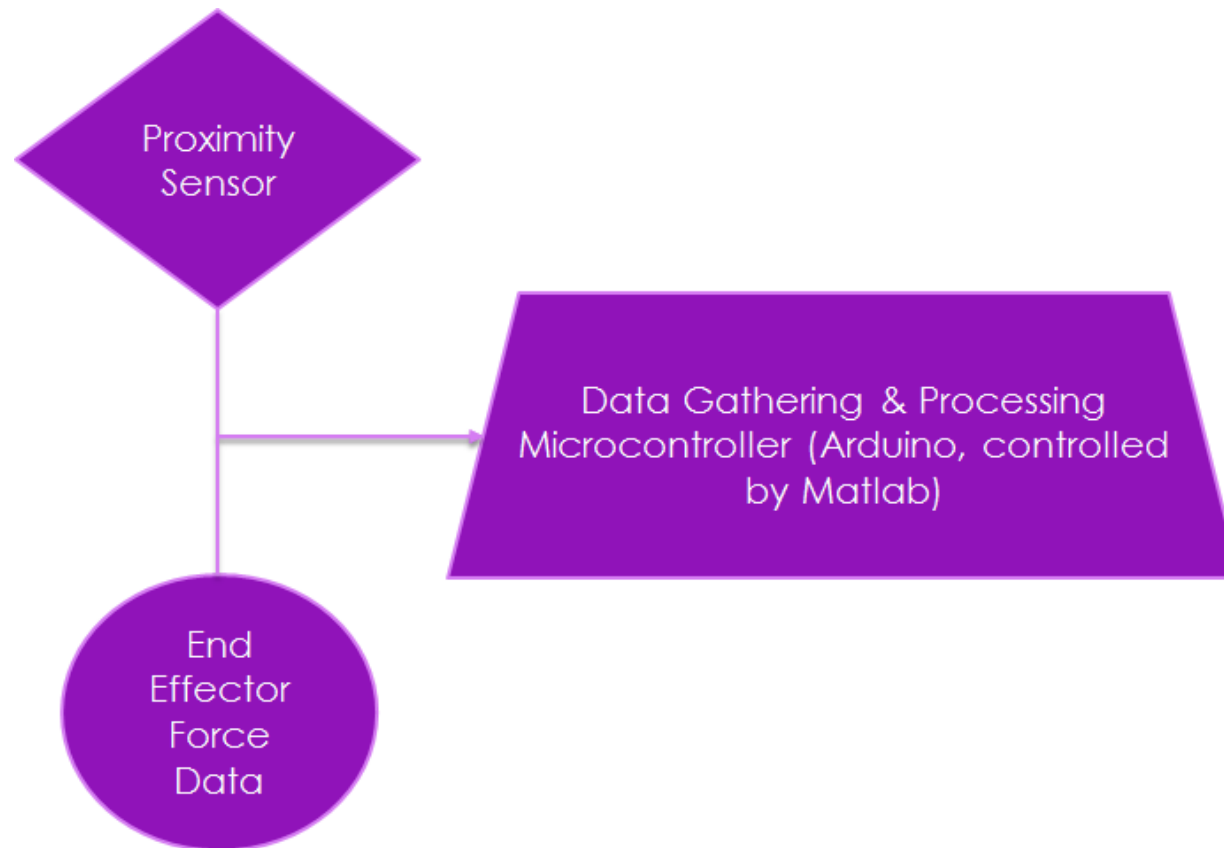 Proximity
Sensor
Data Gathering & Processing
Microcontroller (Arduino, controlled
by Matlab)
End
Effector
Force
Data